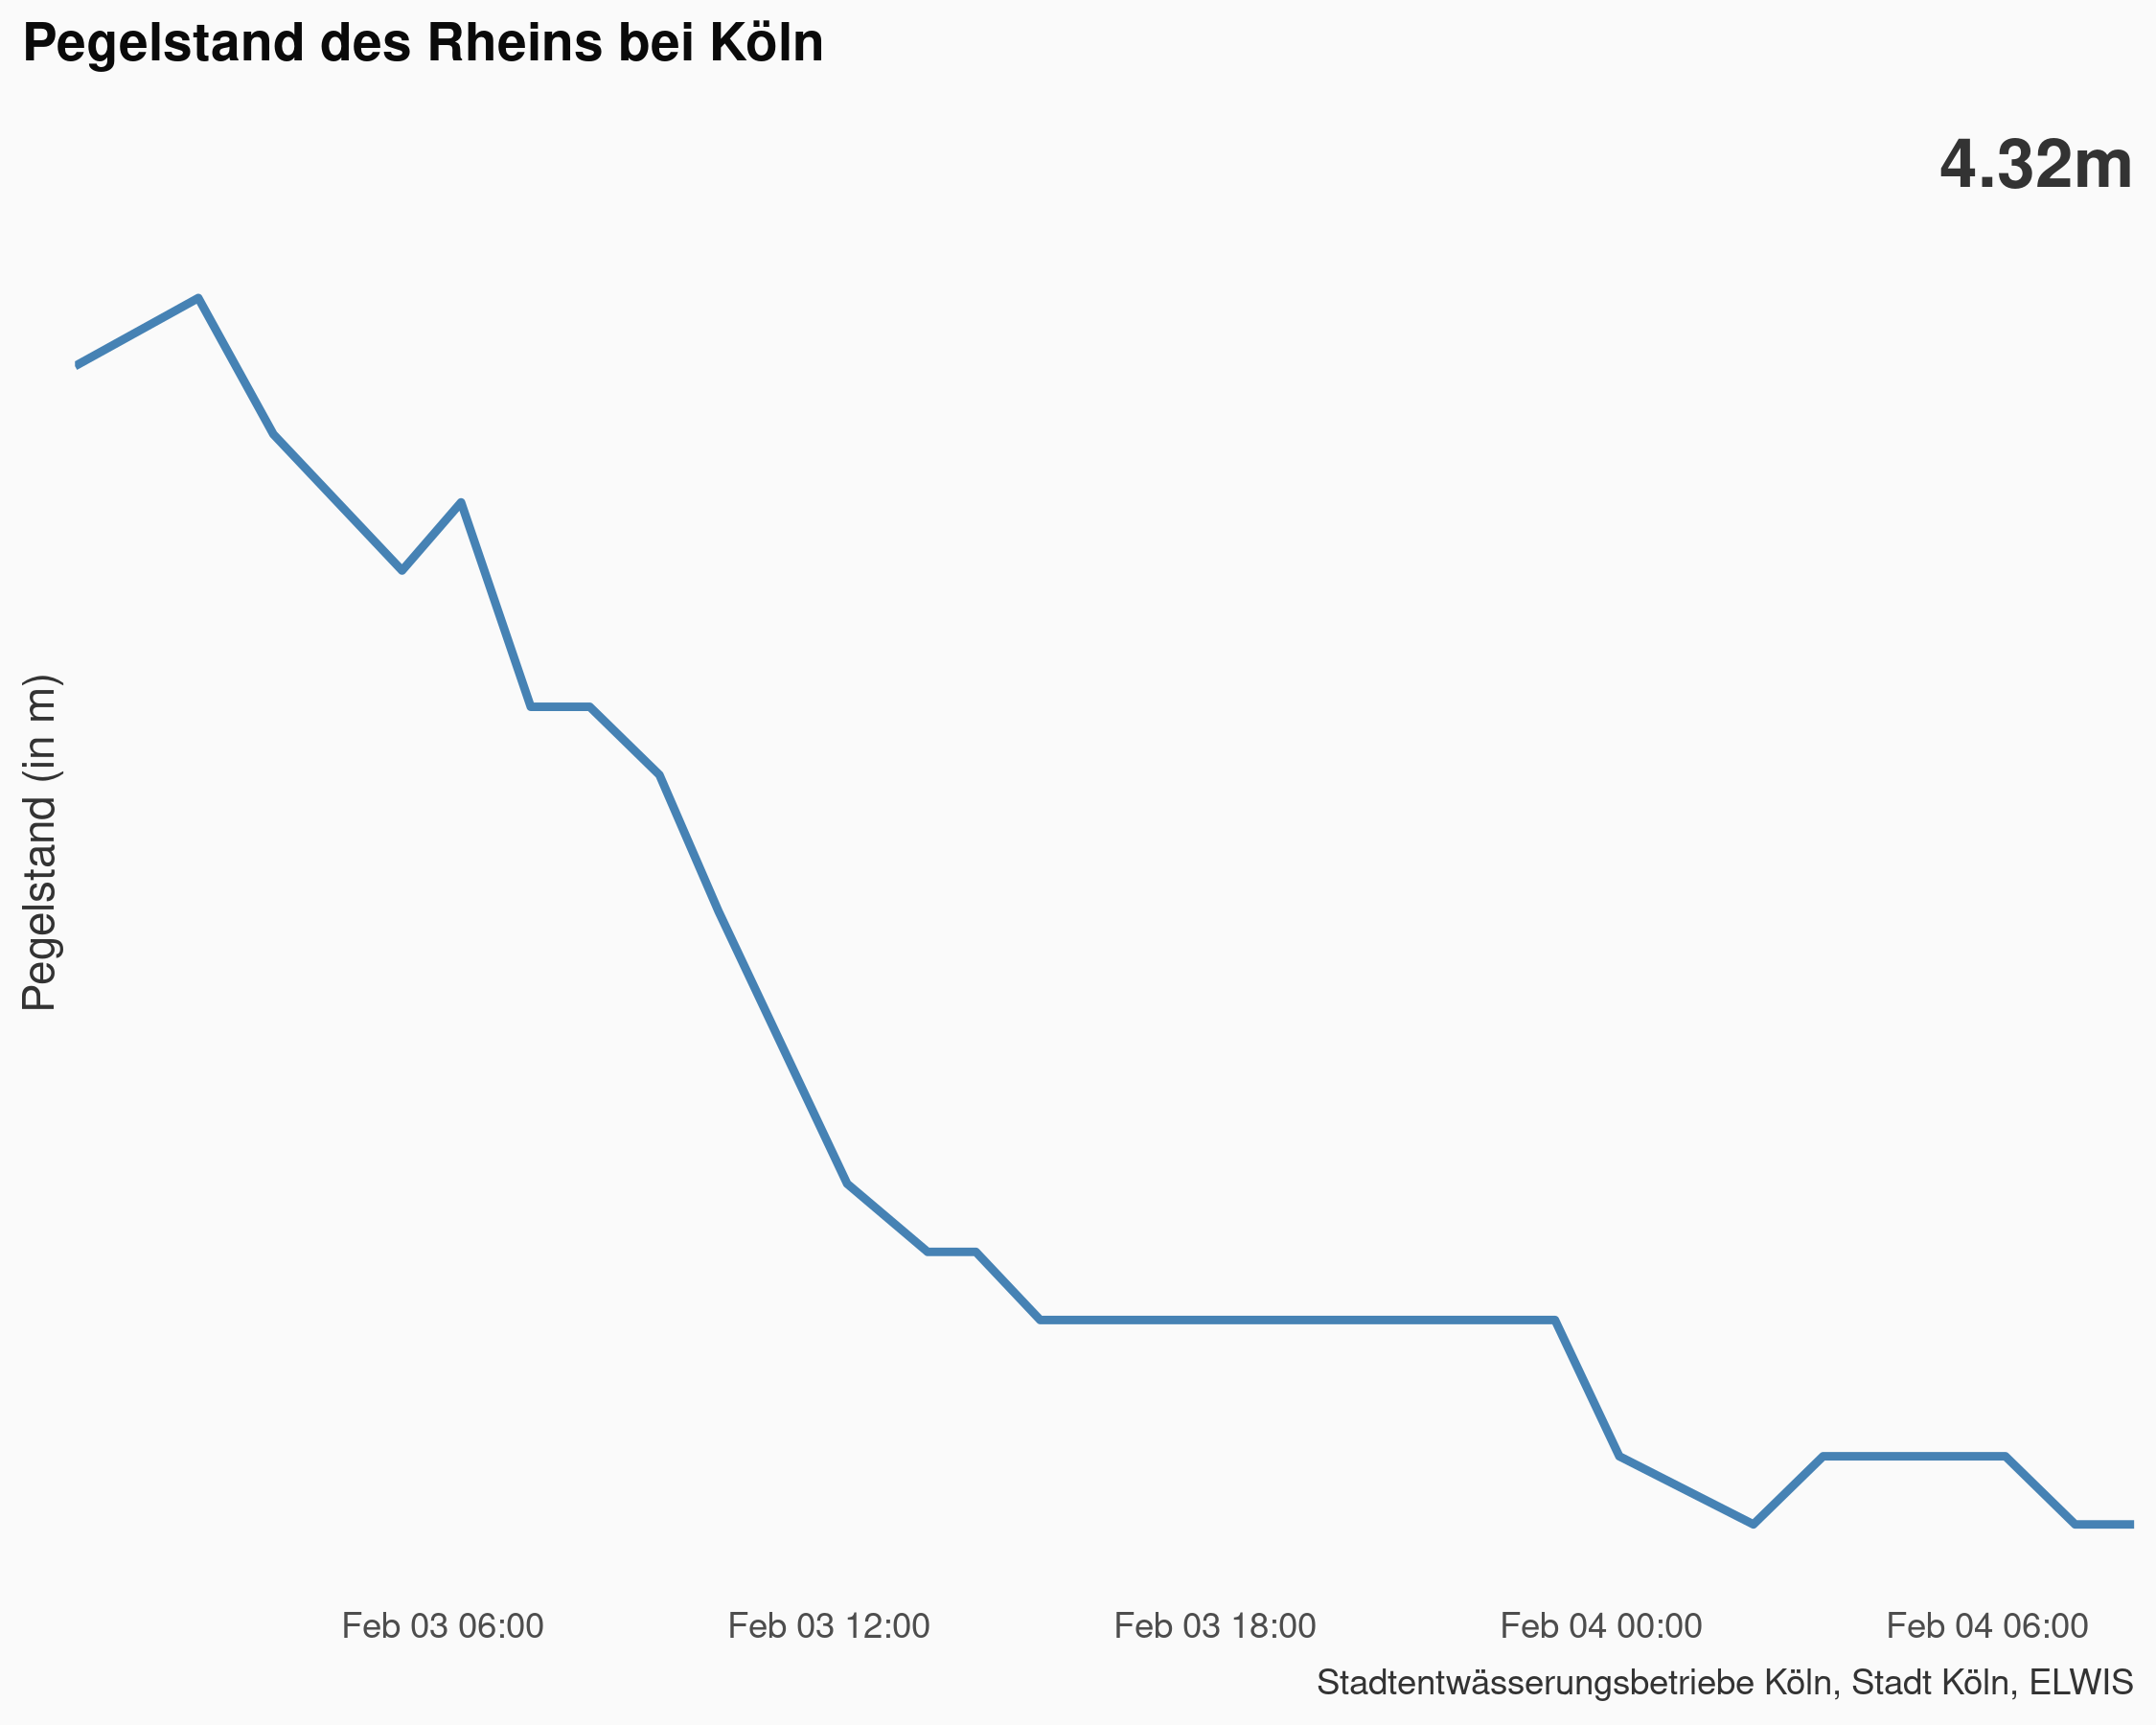 Pegelstand des Rheins bei Köln
4.32m
Pegelstand (in m)
Feb 03 06:00
Feb 03 12:00
Feb 03 18:00
Feb 04 00:00
Feb 04 06:00
Stadtentwässerungsbetriebe Köln, Stadt Köln, ELWIS